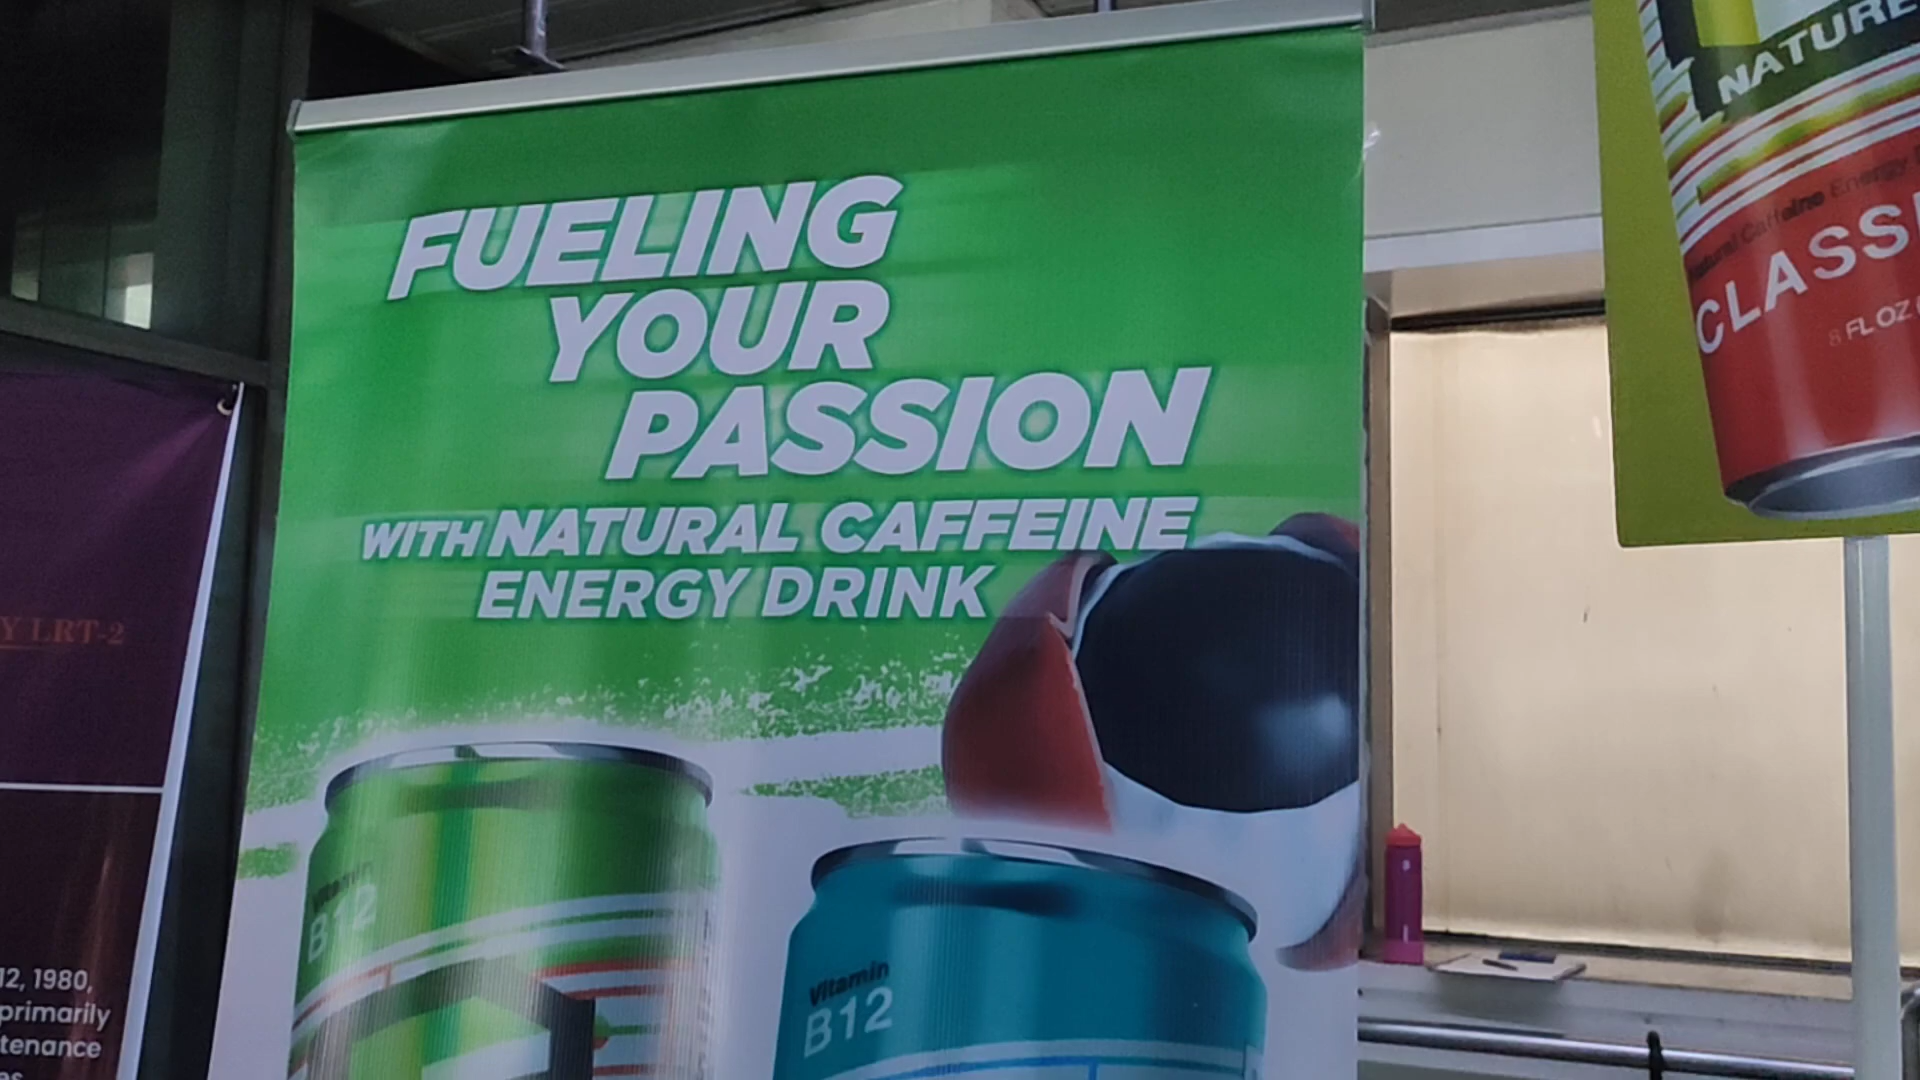 FUELING
YOUR
PASSION
WITH NATURAL CAFFEINE
ENERGY DRINK
Vitamin
B12
Vitamin
B12
NATURE
Natural Caffeine Energy
CLASS
8 FL OZ
Y LRT-2
12, 1980,
primarily
tenance